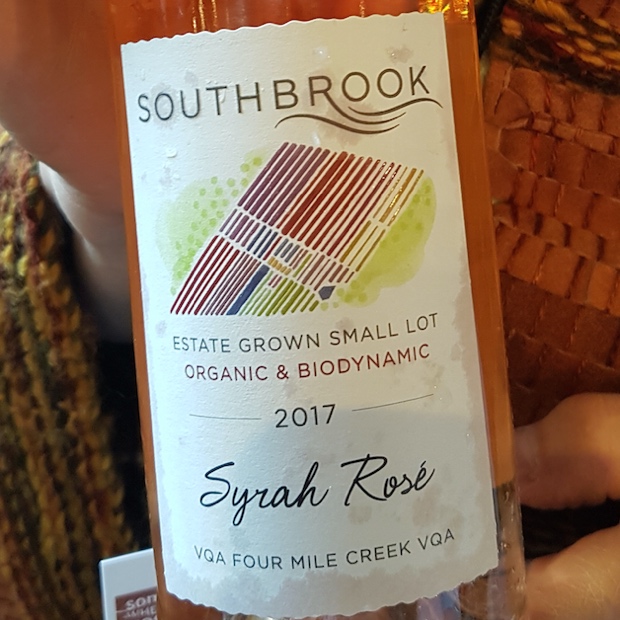 SOUTHBROOK
ESTATE GROWN SMALL LOT
ORGANIC & BIODYNAMIC
2017
Syrah Rosé
VQA FOUR MILE CREEK VQA